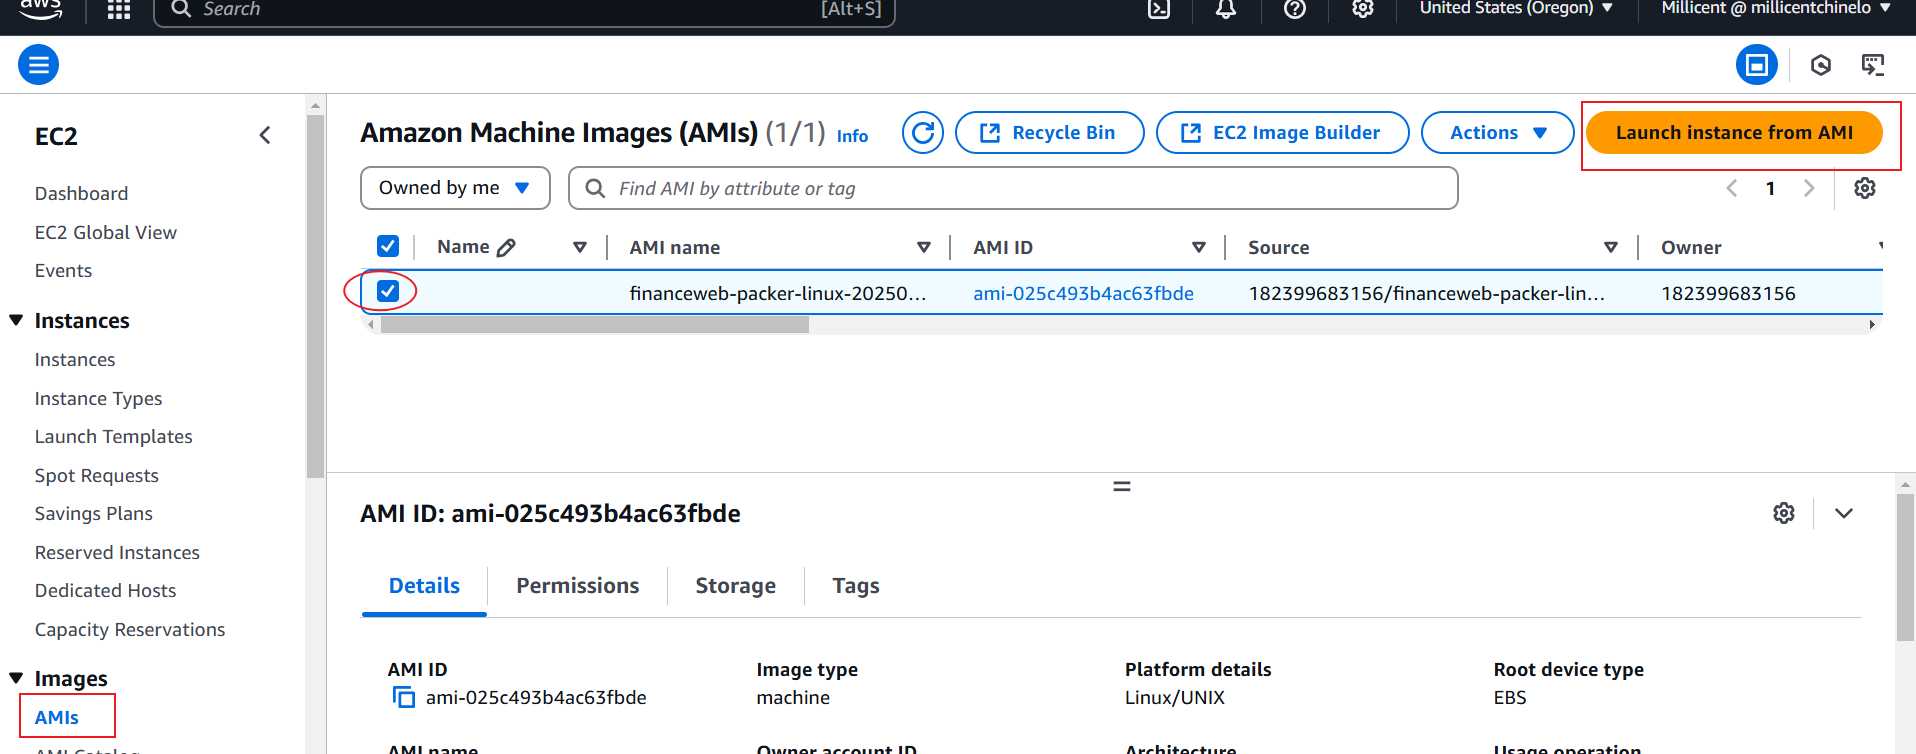 aws
Search
[Alt+S]
United States (Oregon)
Millicent @ millicentchinelo
EC2
Dashboard
EC2 Global View
Events
Instances
Instances
Instance Types
Launch Templates
Spot Requests
Savings Plans
Reserved Instances
Dedicated Hosts
Capacity Reservations
Images
AMIs
AMI Catalog
Amazon Machine Images (AMIs) (1/1) Info
Recycle Bin
EC2 Image Builder
Actions
Launch instance from AMI
Owned by me
Find AMI by attribute or tag
1
Name
AMI name
AMI ID
Source
Owner
financeweb-packer-linux-20250...
ami-025c493b4ac63fbde
182399683156/financeweb-packer-lin...
182399683156
AMI ID: ami-025c493b4ac63fbde
Details
Permissions
Storage
Tags
AMI ID
ami-025c493b4ac63fbde
Image type
machine
Platform details
Linux/UNIX
Root device type
EBS
AMI name
Owner account ID
Architecture
Usage operation